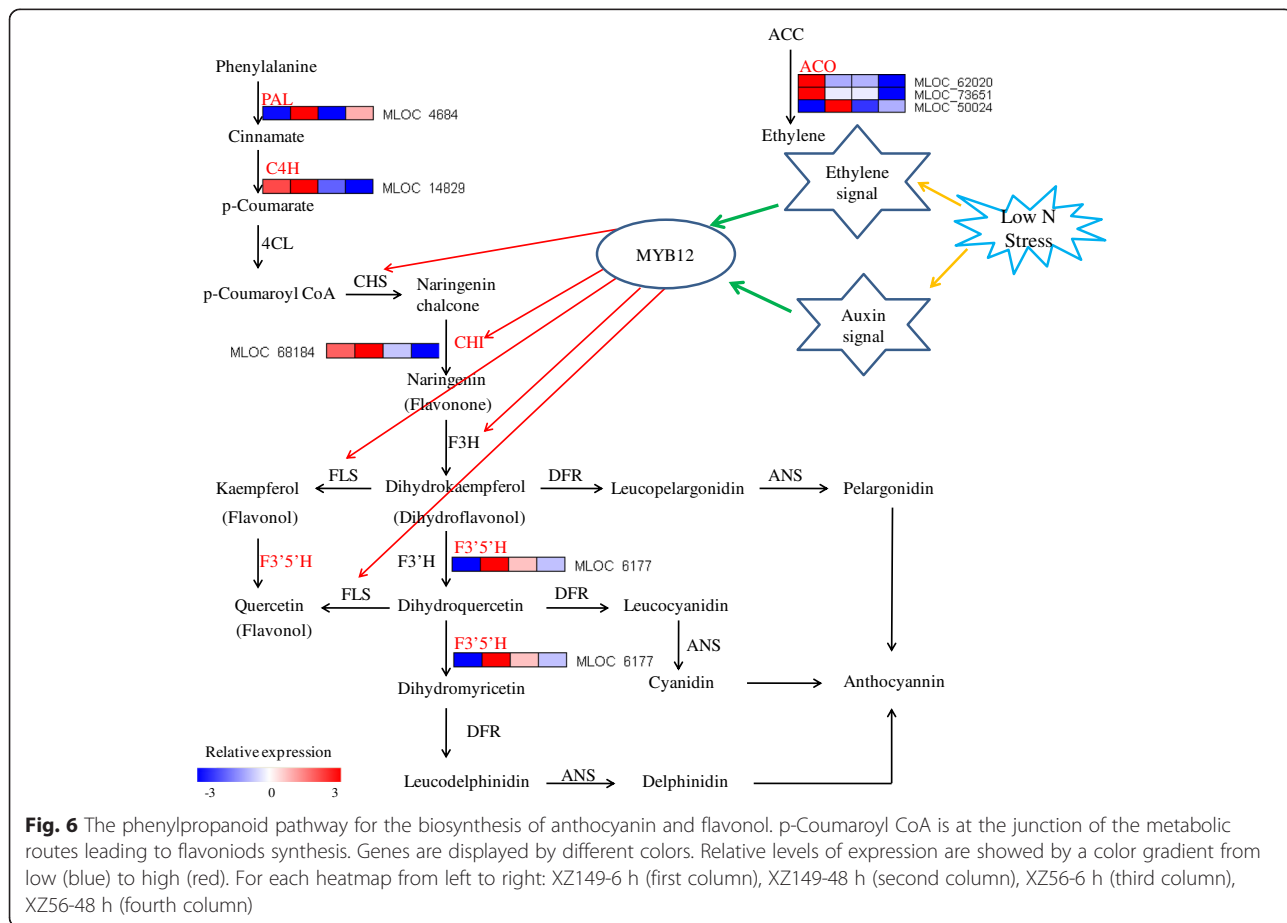 ACC
Phenylalanine
ACO
MLOC_62020
MLOC_73651
MLOC_50024
PAL
MLOC 4684
Cinnamate
Ethylene
C4H
MLOC 14829
Ethylene
signal
p-Coumarate
Low N
Stress
4CL
MYB12
CHS
Naringenin
chalcone
p-Coumaroyl CoA
Auxin
signal
CHI
MLOC 68184
Naringenin
(Flavonone)
F3H
FLS
DFR
ANS
Kaempferol
Dihydrokaempferol
Leucopelargonidin
Pelargonidin
(Flavonol)
(Dihydroflavonol)
F3'5'H
F3'H
F3'5'H
MLOC 6177
FLS
DFR
Quercetin
Dihydroquercetin
Leucocyanidin
(Flavonol)
F3'5'H
ANS
MLOC 6177
Dihydromyricetin
Cyanidin
Anthocyannin
DFR
Relative expression
-3 0 3
Leucodelphinidin
ANS
Delphinidin
Fig. 6 The phenylpropanoid pathway for the biosynthesis of anthocyanin and flavonol. p-Coumaroyl CoA is at the junction of the metabolic
routes leading to flavoniods synthesis. Genes are displayed by different colors. Relative levels of expression are showed by a color gradient from
low (blue) to high (red). For each heatmap from left to right: XZ149-6 h (first column), XZ149-48 h (second column), XZ56-6 h (third column),
XZ56-48 h (fourth column)